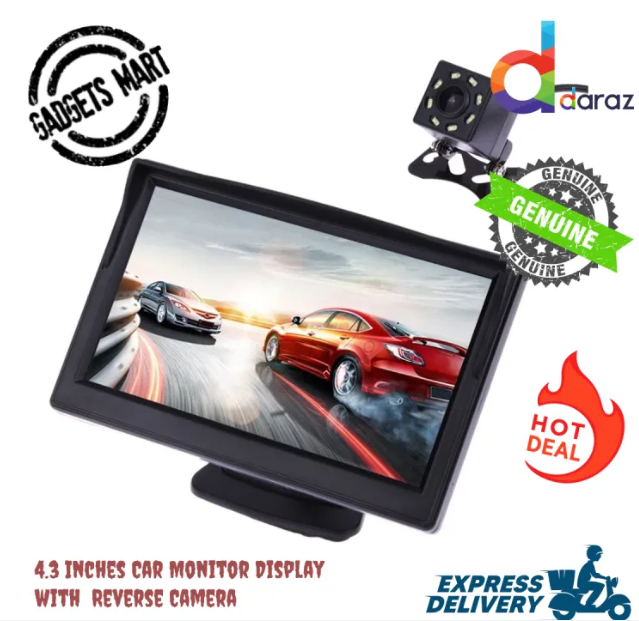 GADGETS MART
daraz
GENUINE
GENUINE
GENUINE
HOT
DEAL
4.3 INCHES CAR MONITOR DISPLAY
WITH REVERSE CAMERA
EXPRESS
DELIVERY